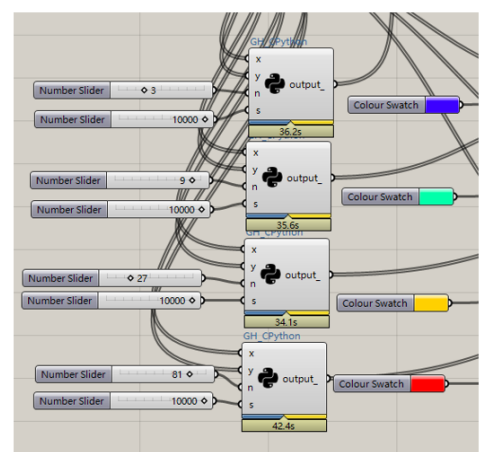 GH_CPython
x
y
n
s
output_
36.2s
Number Slider 3
Number Slider 10000
Colour Swatch
x
y
n
s
output_
35.6s
Number Slider 9
Number Slider 10000
Colour Swatch
GH_CPython
x
y
n
s
output_
34.1s
Number Slider 27
Number Slider 10000
Colour Swatch
GH_CPython
x
y
n
s
output_
42.4s
Number Slider 81
Number Slider 10000
Colour Swatch